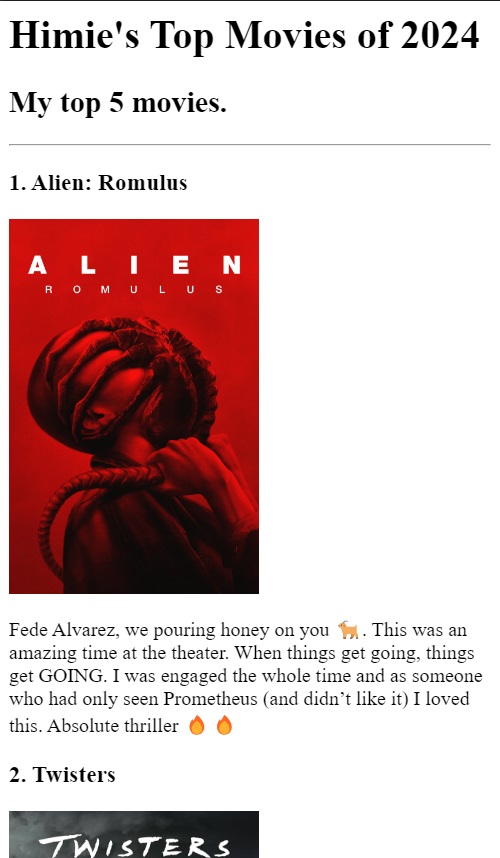 Himie's Top Movies of 2024
My top 5 movies.
1. Alien: Romulus
ALIEN
ROMULUS
Fede Alvarez, we pouring honey on you 🐐. This was an
amazing time at the theater. When things get going, things
get GOING. I was engaged the whole time and as someone
who had only seen Prometheus (and didn’t like it) I loved
this. Absolute thriller 🔥 🔥
2. Twisters
TWISTERS